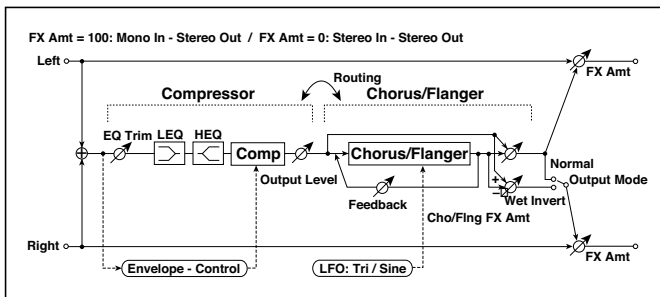 FX Amt = 100: Mono In - Stereo Out / FX Amt = 0: Stereo In - Stereo Out
Left
FX Amt
Routing
Compressor
Chorus/Flanger
EQ Trim
LEQ
HEQ
Comp
Chorus/Flanger
Output Level
Normal
Output Mode
+
−
Wet Invert
Feedback
Cho/Flng FX Amt
Right
FX Amt
Envelope - Control
LFO: Tri / Sine